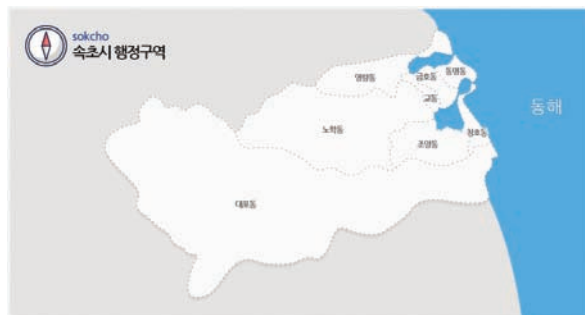 sokcho
속초시 행정구역
영랑동
금호동
동명동
교동
동해
노학동
조양동
청호동
대포동